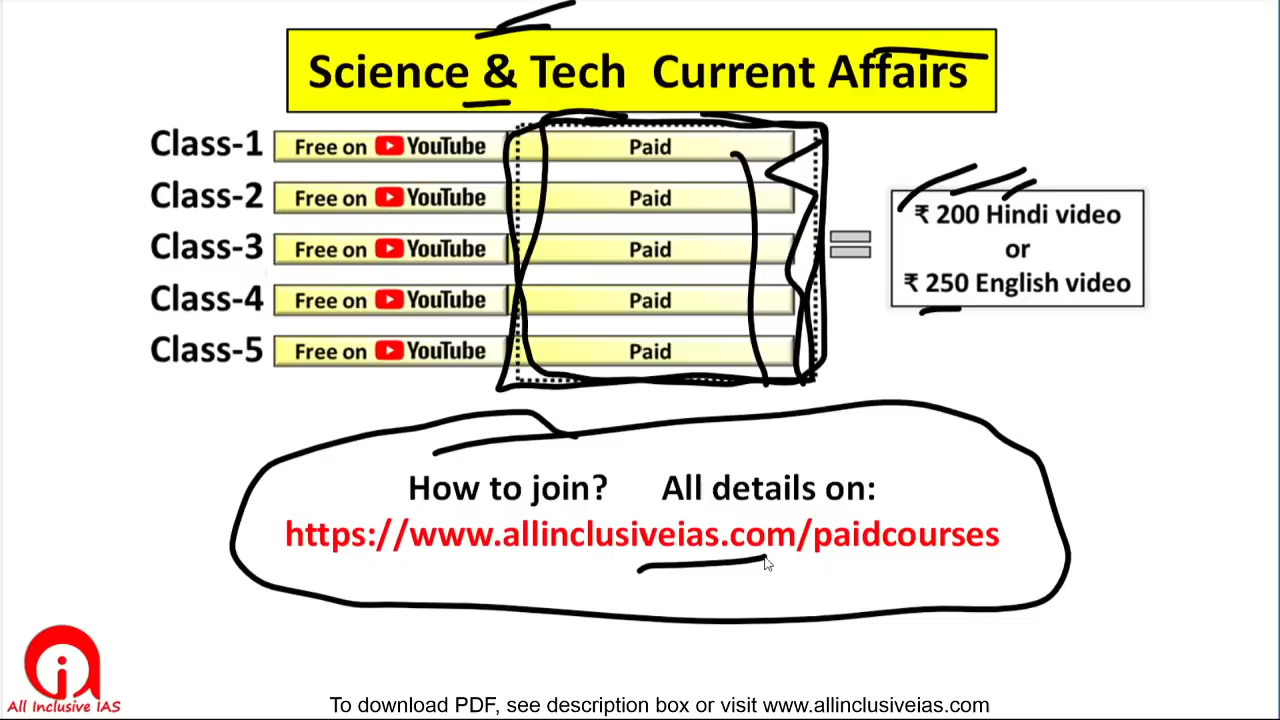 Science & Tech Current Affairs
Class-1 Free on YouTube Paid
Class-2 Free on YouTube Paid
Class-3 Free on YouTube Paid
Class-4 Free on YouTube Paid
Class-5 Free on YouTube Paid
₹ 200 Hindi video
or
₹ 250 English video
How to join? All details on:
https://www.allinclusiveias.com/paidcourses
All Inclusive IAS
To download PDF, see description box or visit www.allinclusiveias.com